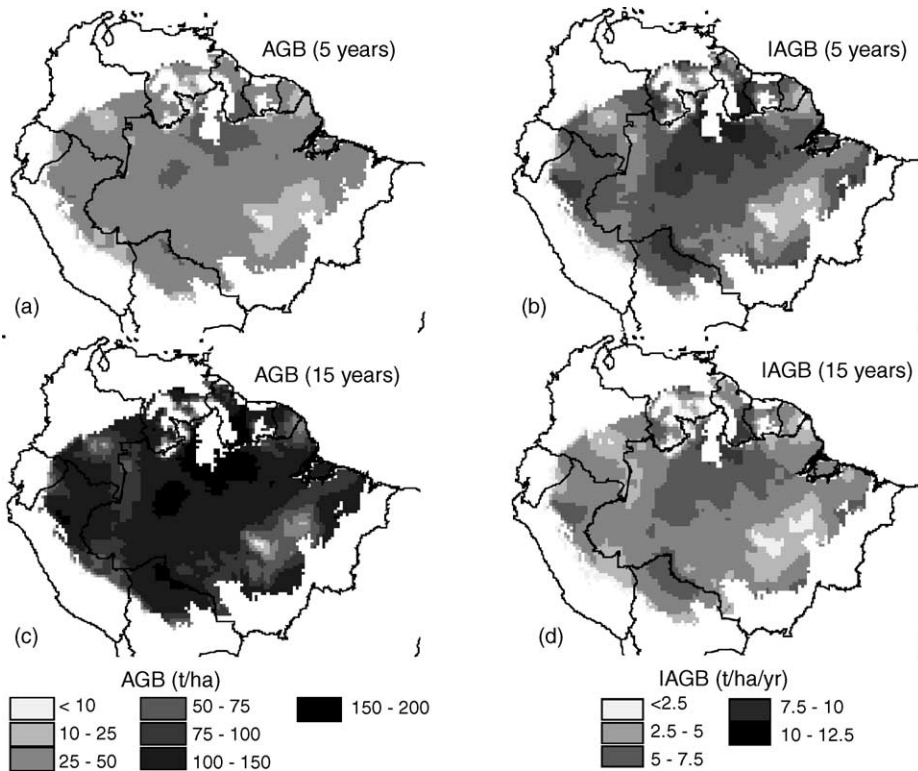 AGB (5 years)
IAGB (5 years)
(a)
(b)
AGB (15 years)
IAGB (15 years)
(c)
(d)
AGB (t/ha)
< 10
50 - 75
150 - 200
10 - 25
75 - 100
25 - 50
100 - 150
IAGB (t/ha/yr)
<2.5
7.5 - 10
2.5 - 5
10 - 12.5
5 - 7.5